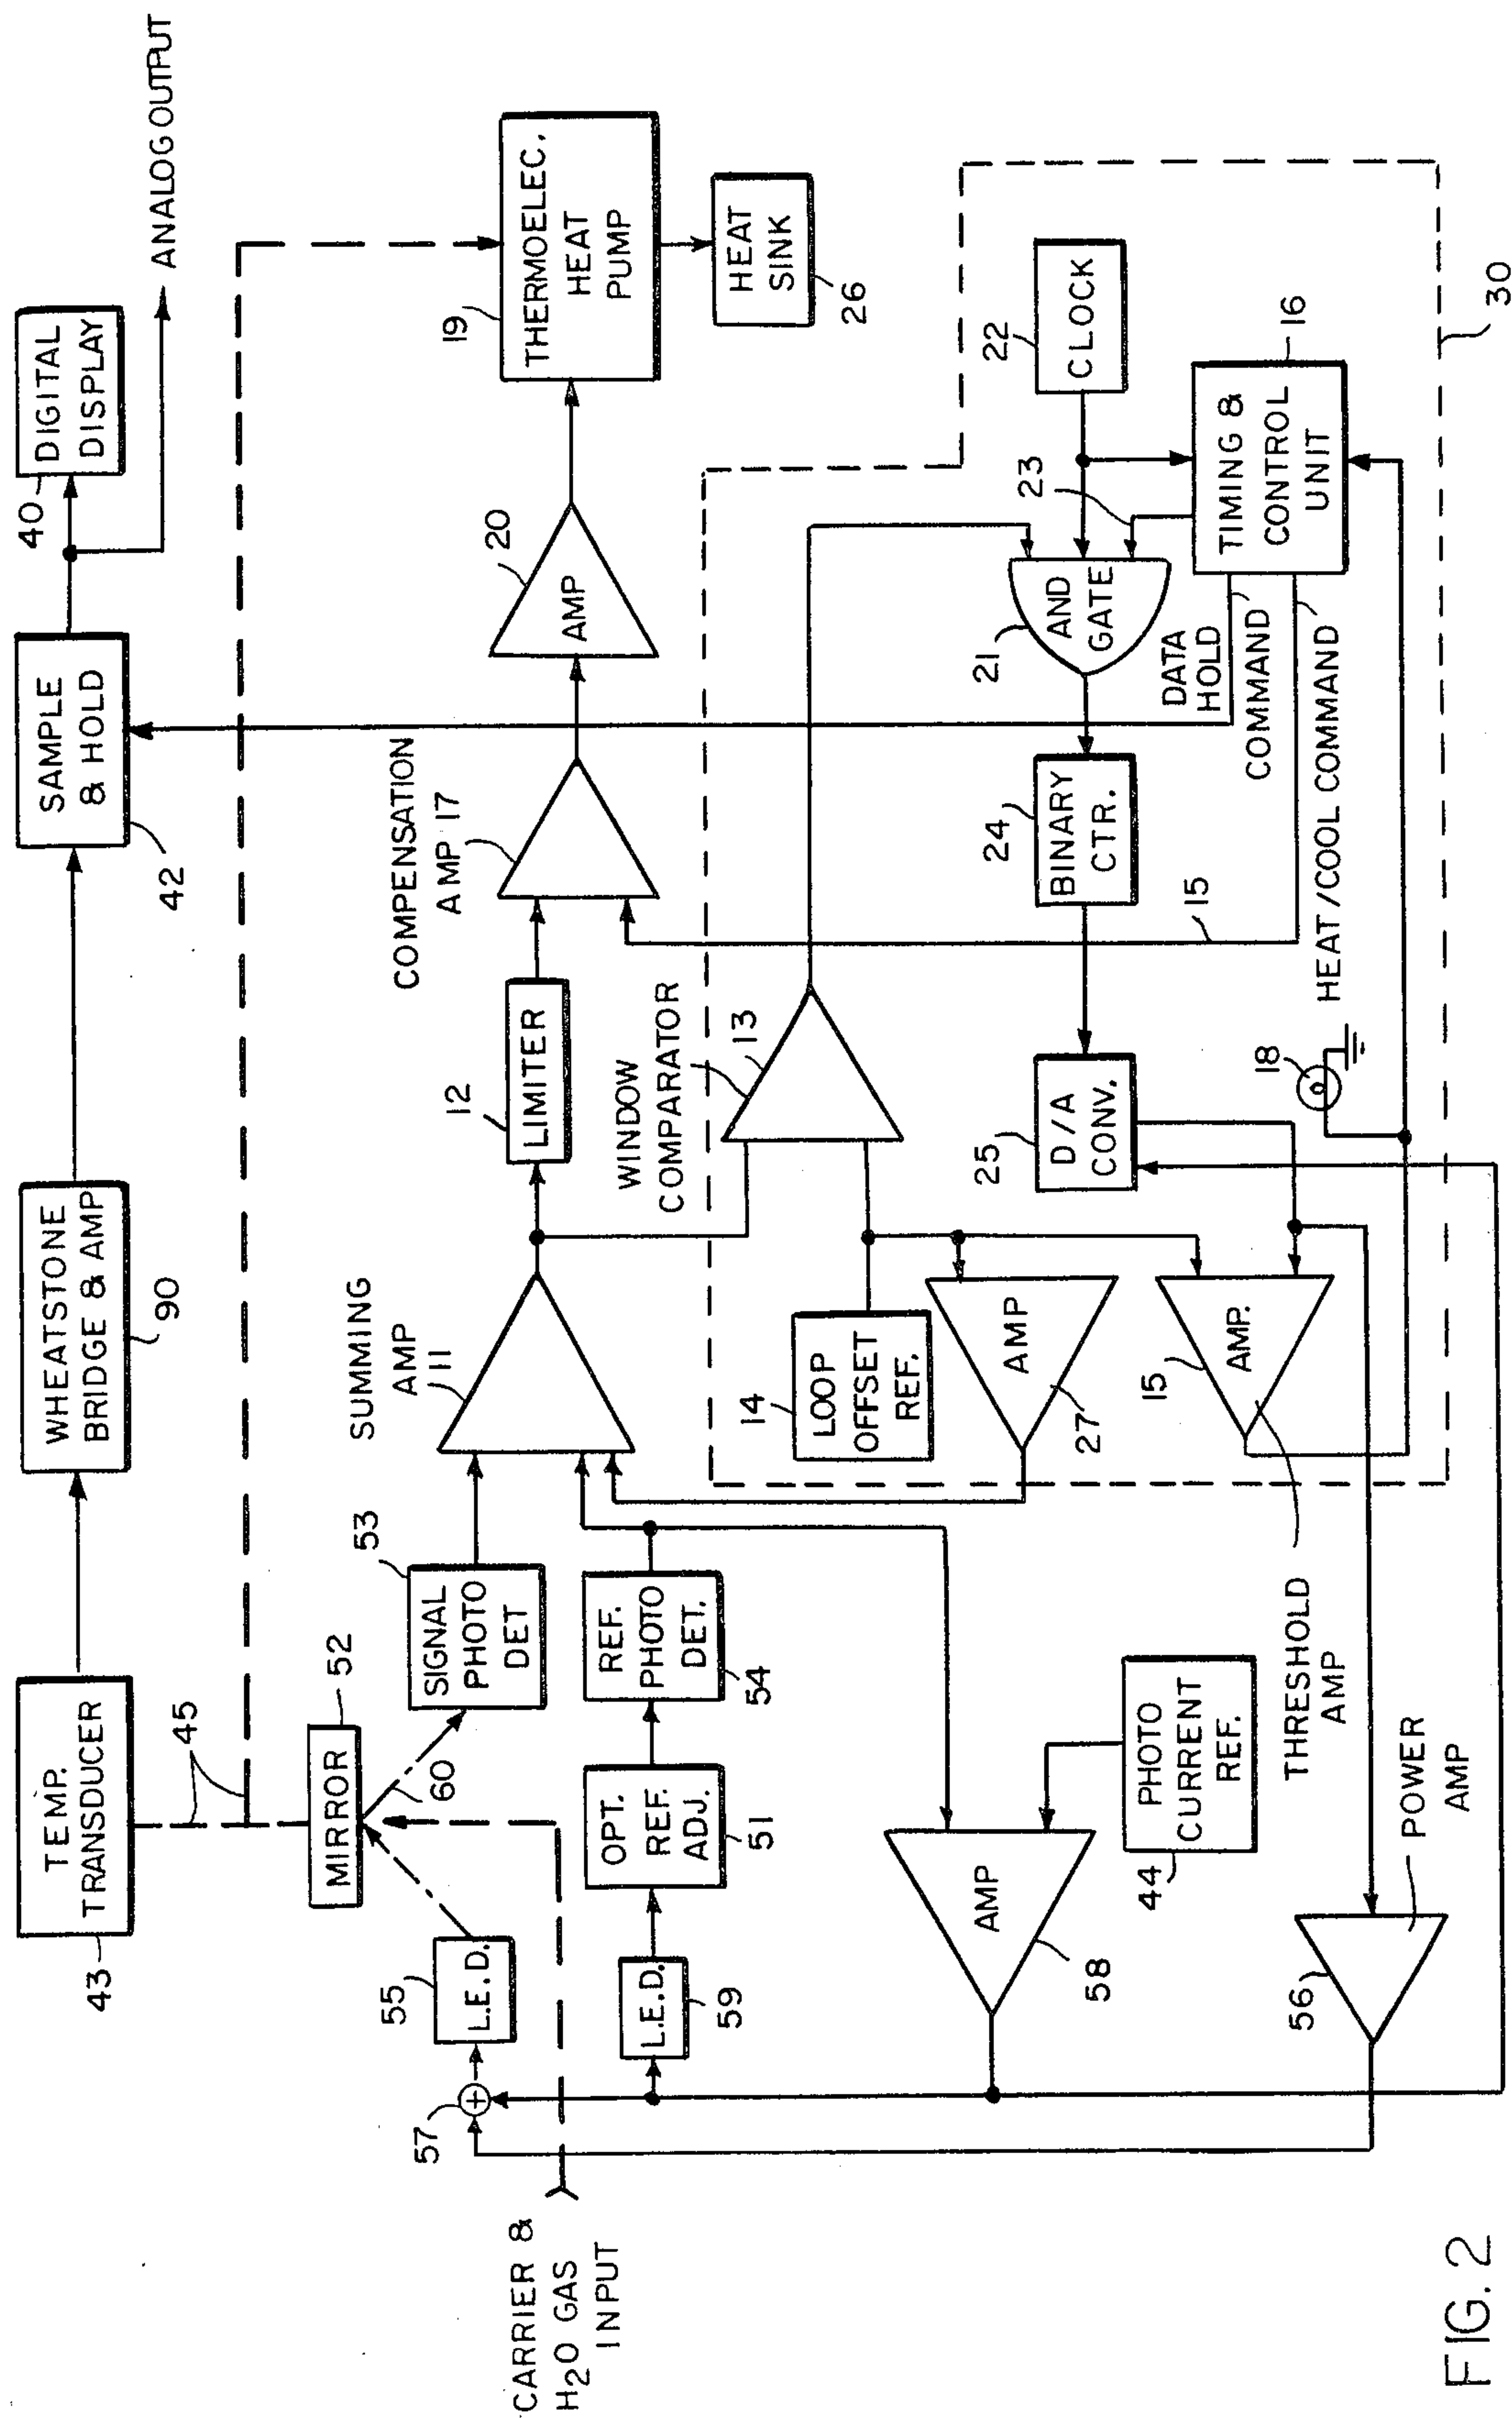 TEMP.
TRANSDUCER
43
WHEATSTONE
BRIDGE & AMP
90
SAMPLE
& HOLD
42
40
DIGITAL
DISPLAY
ANALOG OUTPUT
45
MIRROR
52
60
55
L.E.D.
57
SIGNAL
PHOTO
DET
53
SUMMING
AMP
11
12
LIMITER
COMPENSATION
AMP 17
20
AMP
19
THERMOELEC.
HEAT
PUMP
HEAT
SINK
26
CARRIER &
H2O GAS
INPUT
L.E.D.
59
OPT.
REF.
ADJ.
51
REF.
PHOTO
DET.
54
WINDOW
COMPARATOR
13
14
LOOP
OFFSET
REF.
AMP
27
15
AMP.
THRESHOLD
AMP
AMP
58
44
PHOTO
CURRENT
REF.
56
POWER
AMP
25
D/A
CONV.
24
BINARY
CTR.
21
AND
GATE
23
22
CLOCK
TIMING &
CONTROL
UNIT
16
DATA
HOLD
COMMAND
HEAT/COOL COMMAND
15
18
30
FIG. 2